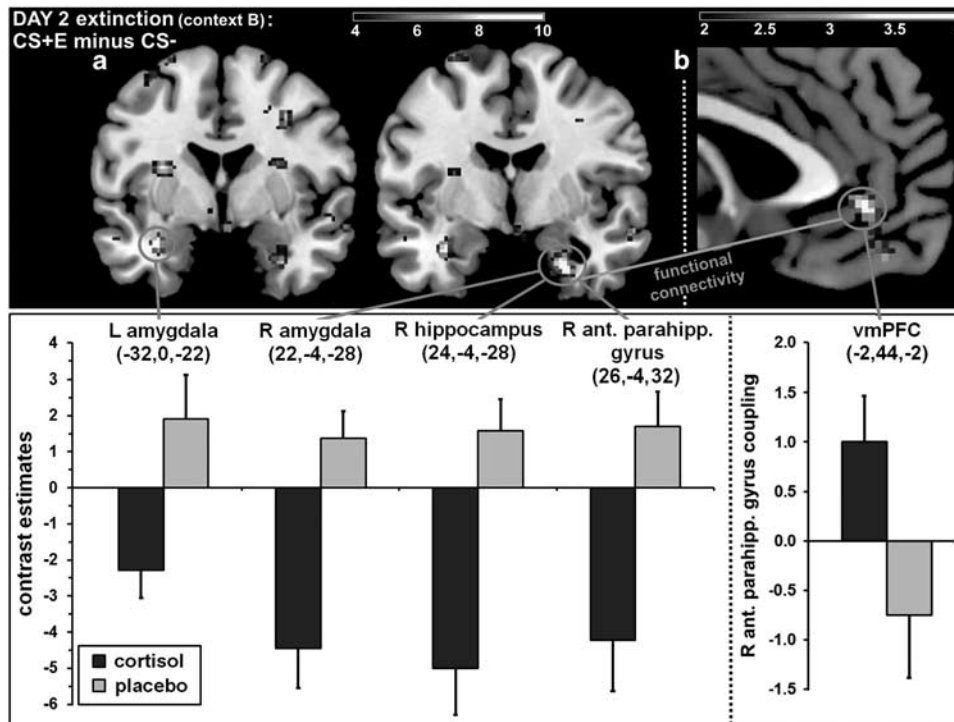 DAY 2 extinction (context B):
CS+E minus CS-
4 6 8 10
2 2.5 3 3.5
a
b
functional
connectivity
L amygdala
(-32,0,-22)
R amygdala
(22,-4,-28)
R hippocampus
(24,-4,-28)
R ant. parahipp.
gyrus
(26,-4,32)
vmPFC
(-2,44,-2)
contrast estimates
4
3
2
1
0
-1
-2
-3
-4
-5
-6
cortisol
placebo
R ant. parahipp. gyrus coupling
2.0
1.5
1.0
0.5
0.0
-0.5
-1.0
-1.5